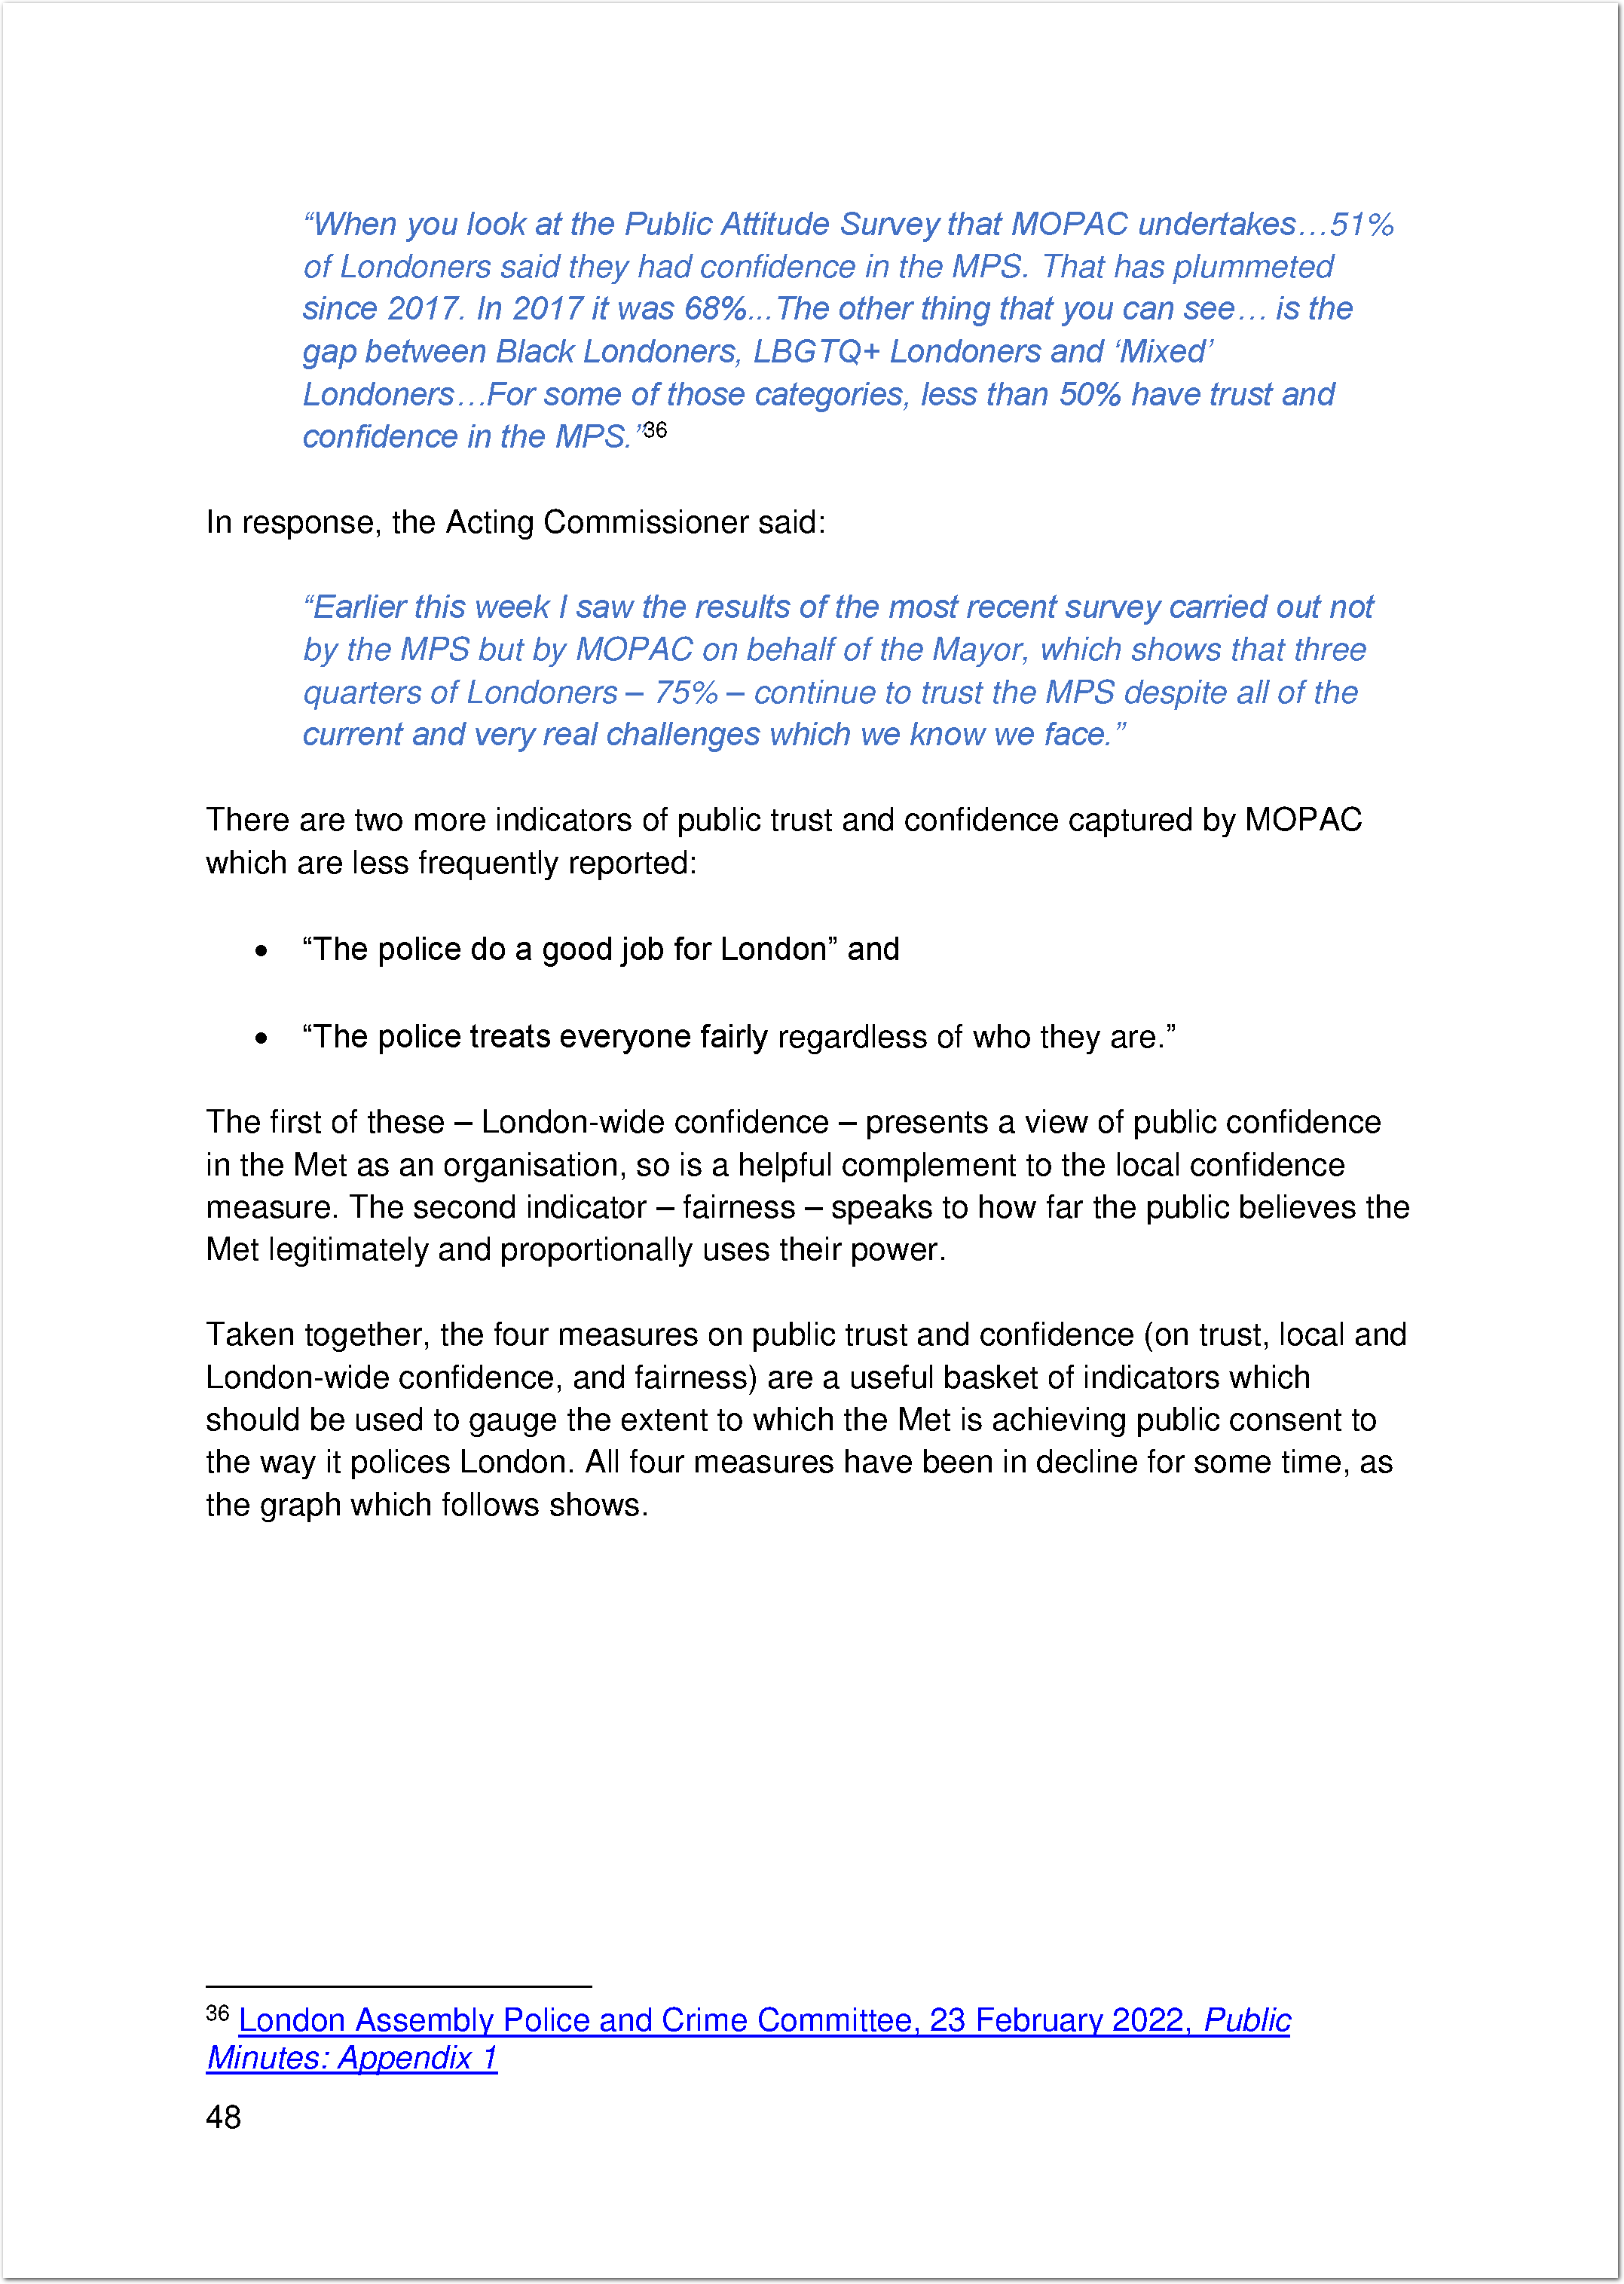 “When you look at the Public Attitude Survey that MOPAC undertakes…51%
of Londoners said they had confidence in the MPS. That has plummeted
since 2017. In 2017 it was 68%...The other thing that you can see… is the
gap between Black Londoners, LBGTQ+ Londoners and ‘Mixed’
Londoners…For some of those categories, less than 50% have trust and
confidence in the MPS.”36
In response, the Acting Commissioner said:
“Earlier this week I saw the results of the most recent survey carried out not
by the MPS but by MOPAC on behalf of the Mayor, which shows that three
quarters of Londoners – 75% – continue to trust the MPS despite all of the
current and very real challenges which we know we face.”
There are two more indicators of public trust and confidence captured by MOPAC
which are less frequently reported:
• “The police do a good job for London” and
• “The police treats everyone fairly regardless of who they are.”
The first of these – London-wide confidence – presents a view of public confidence
in the Met as an organisation, so is a helpful complement to the local confidence
measure. The second indicator – fairness – speaks to how far the public believes the
Met legitimately and proportionally uses their power.
Taken together, the four measures on public trust and confidence (on trust, local and
London-wide confidence, and fairness) are a useful basket of indicators which
should be used to gauge the extent to which the Met is achieving public consent to
the way it polices London. All four measures have been in decline for some time, as
the graph which follows shows.
36 London Assembly Police and Crime Committee, 23 February 2022, Public
Minutes: Appendix 1
48